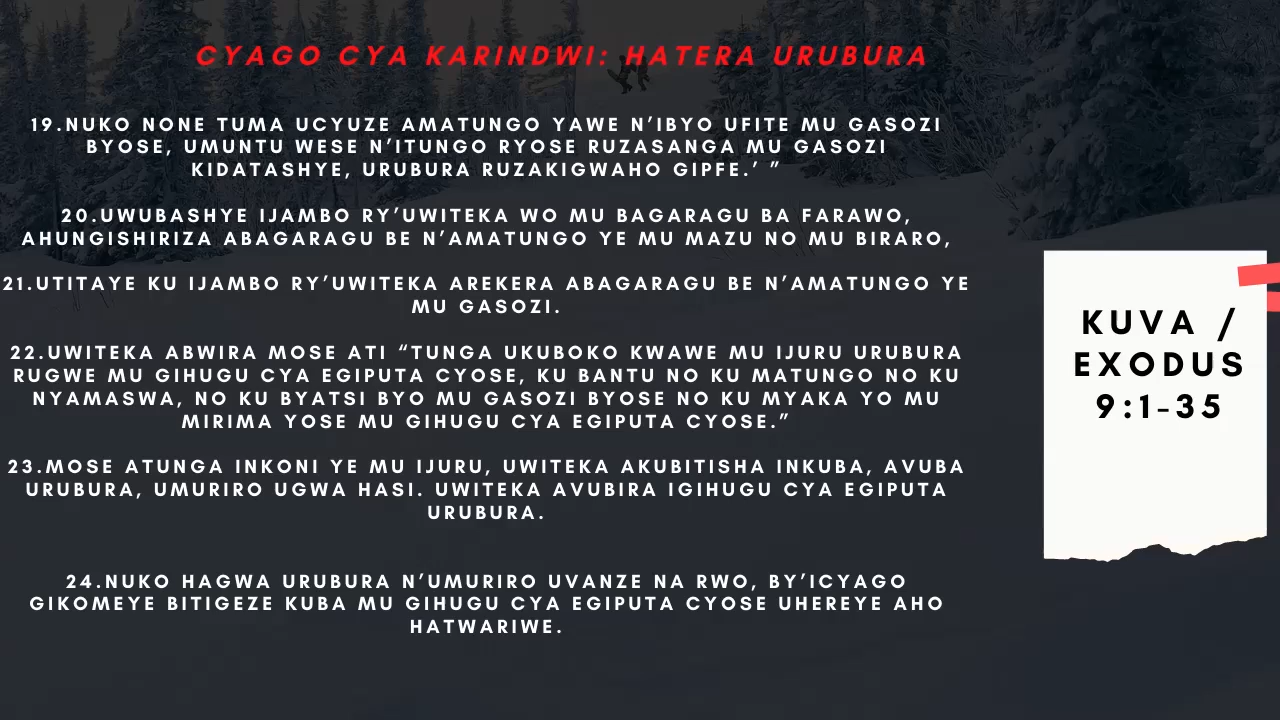 CYAGO CYA KARINDWI: HATERA URUBURA
19.NUKO NONE TUMA UCYUZE AMATUNGO YAWE N'IBYO UFITE MU GASOZI
BYOSE, UMUNTU WESE N'ITUNGO RYOSE RUZASANGA MU GASOZI
KIDATASHYE, URUBURA RUZAKIGWAHO GIPFE.' ”
20.UWUBASHYE IJAMBO RY'UWITEKA WO MU BAGARAGU BA FARAWO,
AHUNGISHIRIZA ABAGARAGU BE N'AMATUNGO YE MU MAZU NO MU BIRARO,
21.UTITAYE KU IJAMBO RY'UWITEKA AREKERA ABAGARAGU BE N'AMATUNGO YE
MU GASOZI.
22.UWITEKA ABWIRA MOSE ATI “TUNGA UKUBOKO KWAWE MU IJURU URUBURA
RUGWE MU GIHUGU CYA EGIPUTA CYOSE, KU BANTU NO KU MATUNGO NO KU
NYAMASWA, NO KU BYATSI BYO MU GASOZI BYOSE NO KU MYAKA YO MU
MIRIMA YOSE MU GIHUGU CYA EGIPUTA CYOSE.”
23.MOSE ATUNGA INKONI YE MU IJURU, UWITEKA AKUBITISHA INKUBA, AVUBA
URUBURA, UMURIRO UGWA HASI. UWITEKA AVUBIRA IGIHUGU CYA EGIPUTA
URUBURA.
24.NUKO HAGWA URUBURA N'UMURIRO UVANZE NA RWO, BY'ICYAGO
GIKOMEYE BITIGEZE KUBA MU GIHUGU CYA EGIPUTA CYOSE UHEREYE AHO
HATWARIWE.
KUVA /
EXODUS
9:1-35